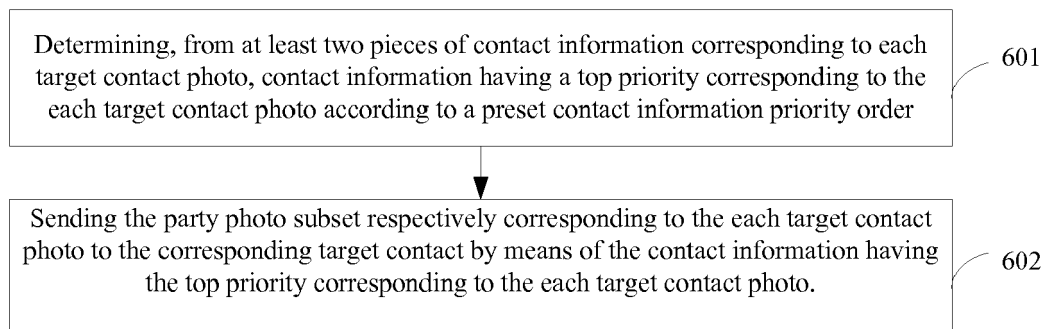 Determining, from at least two pieces of contact information corresponding to each
target contact photo, contact information having a top priority corresponding to the
each target contact photo according to a preset contact information priority order
601
Sending the party photo subset respectively corresponding to the each target contact
photo to the corresponding target contact by means of the contact information having
the top priority corresponding to the each target contact photo.
602